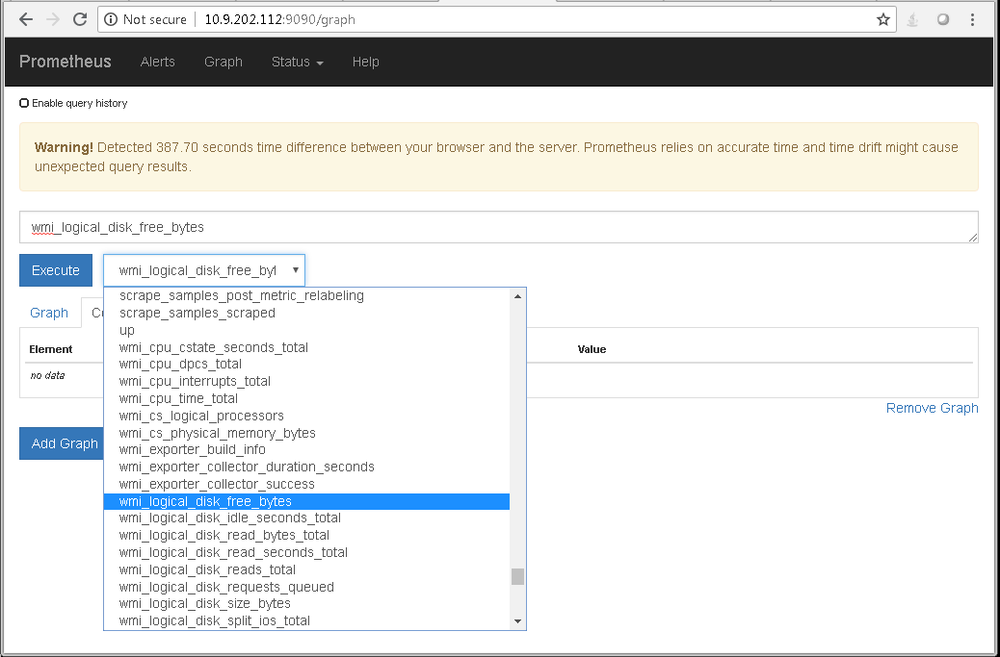 Not secure 10.9.202.112:9090/graph
Prometheus Alerts Graph Status Help
Enable query history
Warning! Detected 387.70 seconds time difference between your browser and the server. Prometheus relies on accurate time and time drift might cause
unexpected query results.
wmi_logical_disk_free_bytes
Execute wmi_logical_disk_free_byt
scrape_samples_post_metric_relabeling
Graph
scrape_samples_scraped
up
wmi_cpu_cstate_seconds_total
Element Value
wmi_cpu_dpcs_total
no data
wmi_cpu_interrupts_total
wmi_cpu_time_total
Remove Graph
wmi_cs_logical_processors
wmi_cs_physical_memory_bytes
Add Graph
wmi_exporter_build_info
wmi_exporter_collector_duration_seconds
wmi_exporter_collector_success
wmi_logical_disk_free_bytes
wmi_logical_disk_idle_seconds_total
wmi_logical_disk_read_bytes_total
wmi_logical_disk_read_seconds_total
wmi_logical_disk_reads_total
wmi_logical_disk_requests_queued
wmi_logical_disk_size_bytes
wmi_logical_disk_split_ios_total